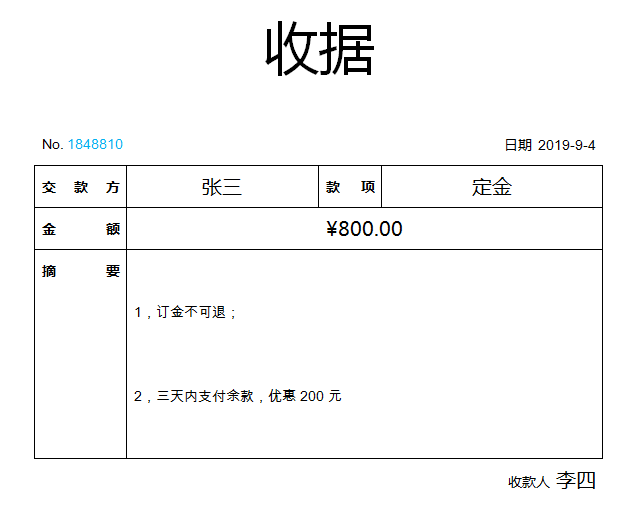 收据
No. 1848810 日期 2019-9-4
交款方 张三 款项 定金
金额 ¥800.00
摘要
1，订金不可退；
2，三天内支付余款，优惠 200 元
收款人 李四